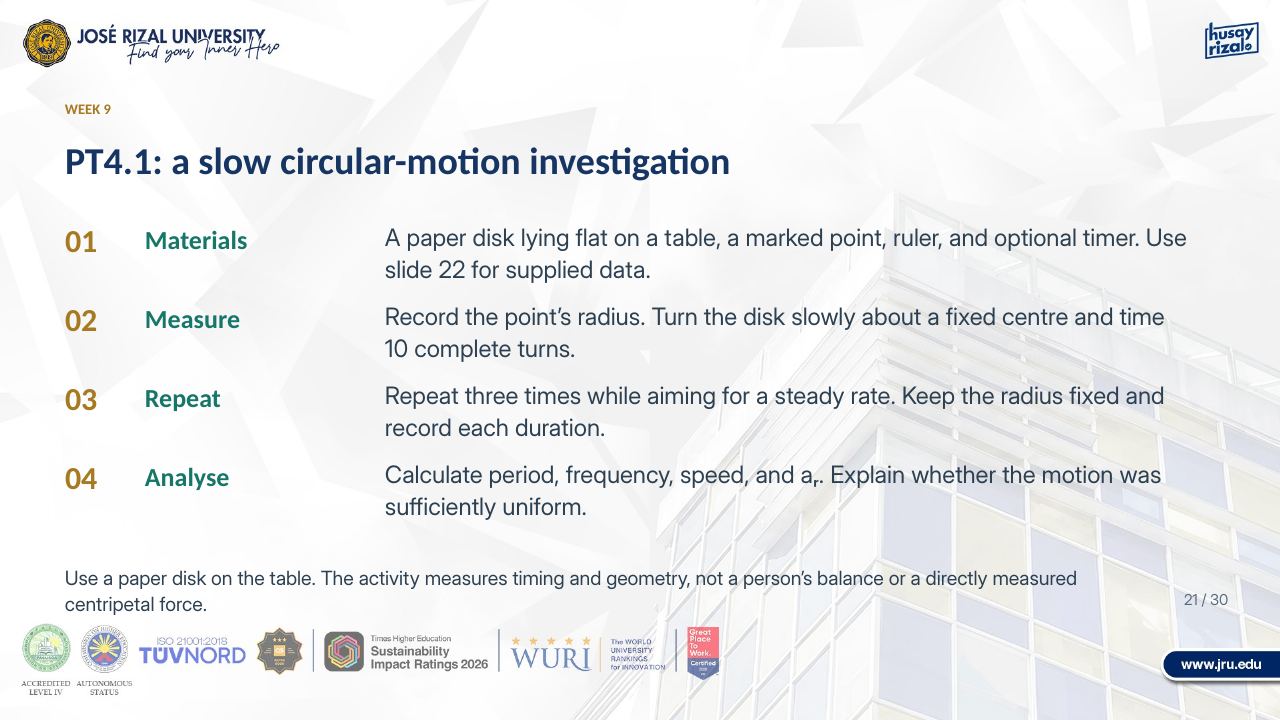 JOSÉ RIZAL UNIVERSITY
Find your Inner Hero
husay
rizal
WEEK 9
PT4.1: a slow circular-motion investigation
01 Materials A paper disk lying flat on a table, a marked point, ruler, and optional timer. Use
slide 22 for supplied data.
02 Measure Record the point’s radius. Turn the disk slowly about a fixed centre and time
10 complete turns.
03 Repeat Repeat three times while aiming for a steady rate. Keep the radius fixed and
record each duration.
04 Analyse Calculate period, frequency, speed, and aᵣ. Explain whether the motion was
sufficiently uniform.
Use a paper disk on the table. The activity measures timing and geometry, not a person’s balance or a directly measured
centripetal force.
21 / 30
ACCREDITED
LEVEL IV
AUTONOMOUS
STATUS
ISO 21001:2018
TÜVNORD
Times Higher Education
Sustainability
Impact Ratings 2026
WURI
The WORLD
UNIVERSITY
RANKINGS
for INNOVATION
Great
Place
To
Work.
Certified
www.jru.edu